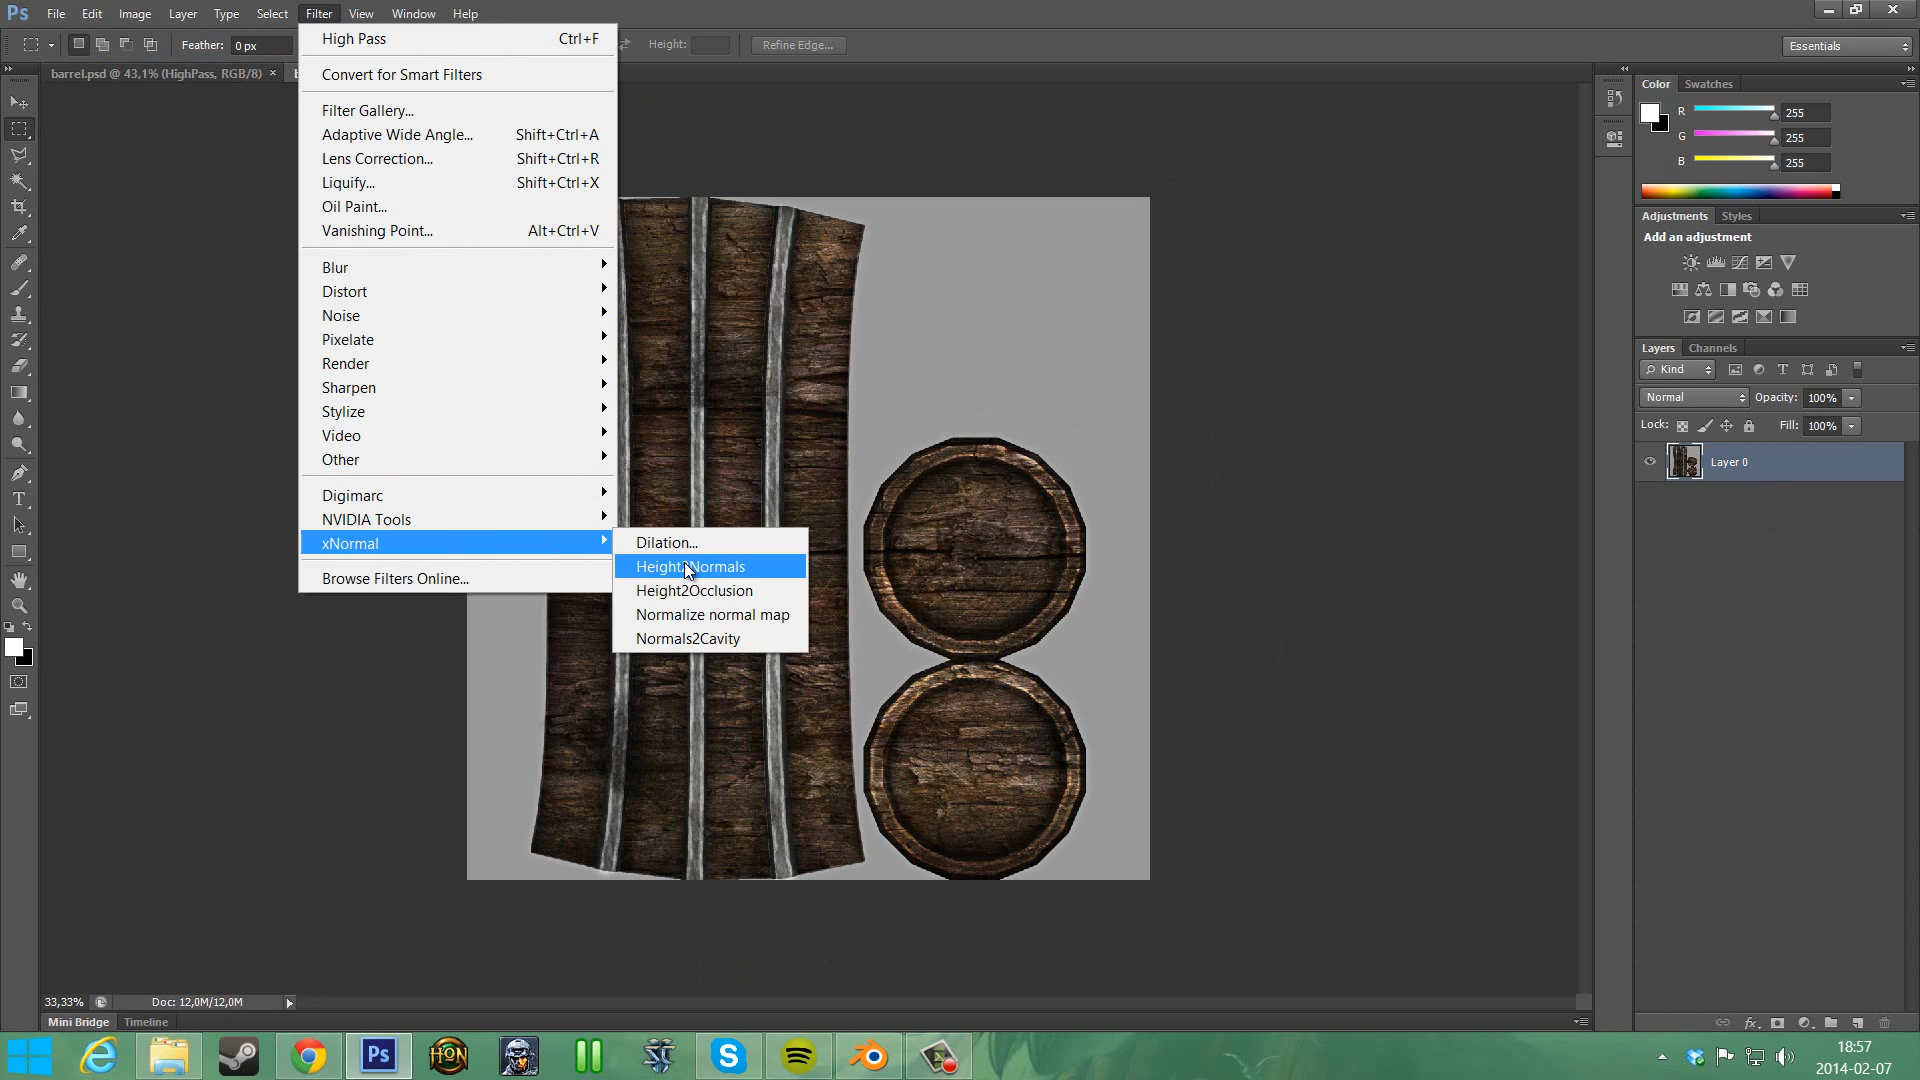 Ps File Edit Image Layer Type Select Filter View Window Help
Feather: 0 px Height: Refine Edge... Essentials
barrel.psd @ 43,1% (HighPass, RGB/8) ×
High Pass Ctrl+F
Convert for Smart Filters
Filter Gallery...
Adaptive Wide Angle... Shift+Ctrl+A
Lens Correction... Shift+Ctrl+R
Liquify... Shift+Ctrl+X
Oil Paint...
Vanishing Point... Alt+Ctrl+V
Blur
Distort
Noise
Pixelate
Render
Sharpen
Stylize
Video
Other
Digimarc
NVIDIA Tools
xNormal
Browse Filters Online...
Dilation...
Height2Normals
Height2Occlusion
Normalize normal map
Normals2Cavity
Color Swatches
R 255
G 255
B 255
Adjustments Styles
Add an adjustment
Layers Channels
Kind
Normal Opacity: 100%
Lock: Fill: 100%
Layer 0
33,33% Doc: 12,0M/12,0M
Mini Bridge Timeline
Ps HON
18:57
2014-02-07